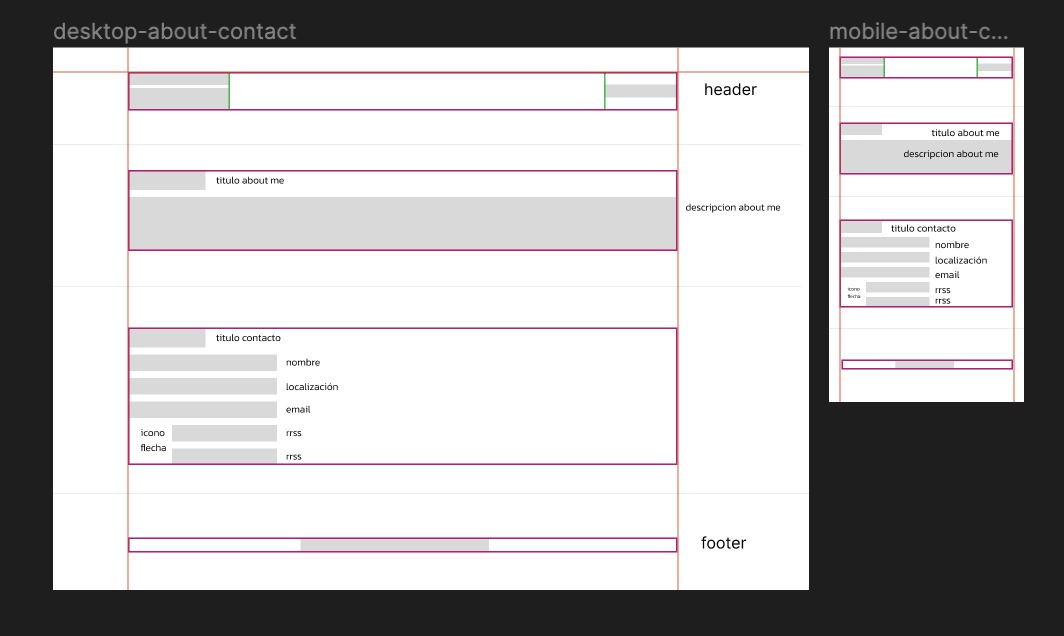 desktop-about-contact
header
titulo about me
descripcion about me
titulo contacto
nombre
localización
email
icono
flecha
rrss
rrss
footer
mobile-about-c...
titulo about me
descripcion about me
titulo contacto
nombre
localización
email
icono
flecha
rrss
rrss